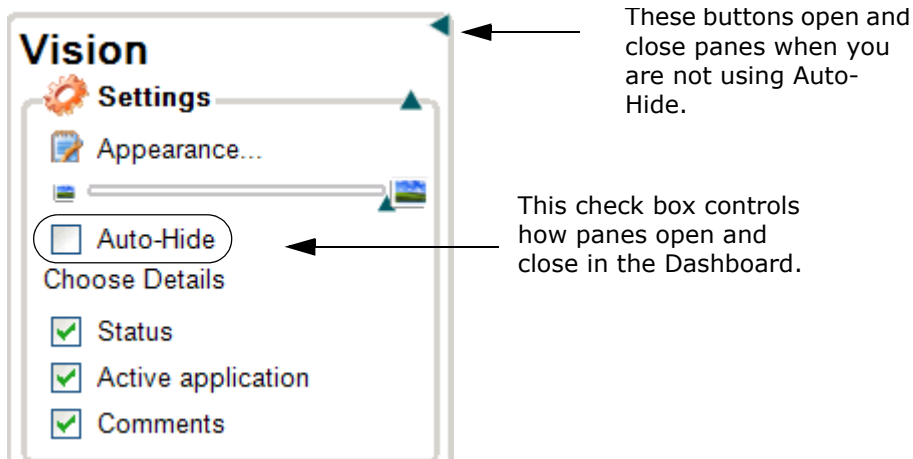 Vision
Settings
Appearance...
Auto-Hide
Choose Details
Status
Active application
Comments
These buttons open and
close panes when you
are not using Auto-
Hide.
This check box controls
how panes open and
close in the Dashboard.